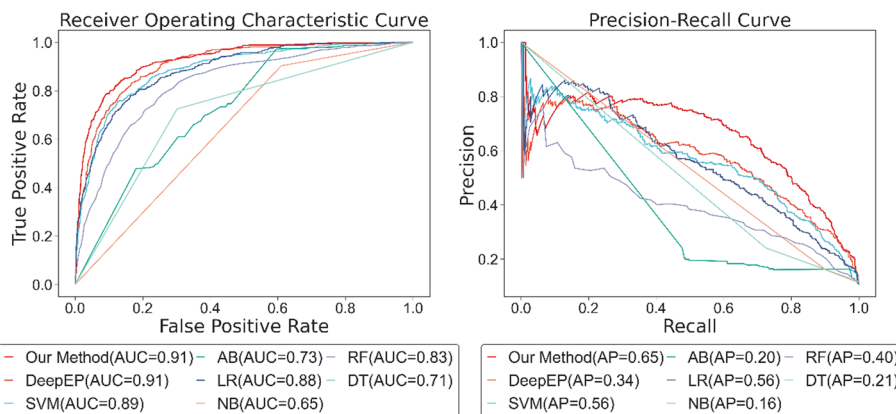 Receiver Operating Characteristic Curve
1.0
0.8
0.6
0.4
0.2
0.0
True Positive Rate
0.0 0.2 0.4 0.6 0.8 1.0
False Positive Rate
Our Method(AUC=0.91) AB(AUC=0.73) RF(AUC=0.83)
DeepEP(AUC=0.91) LR(AUC=0.88) DT(AUC=0.71)
SVM(AUC=0.89) NB(AUC=0.65)
Precision-Recall Curve
1.0
0.8
0.6
0.4
0.2
Precision
0.0 0.2 0.4 0.6 0.8 1.0
Recall
Our Method(AP=0.65) AB(AP=0.20) RF(AP=0.40)
DeepEP(AP=0.34) LR(AP=0.56) DT(AP=0.21)
SVM(AP=0.56) NB(AP=0.16)